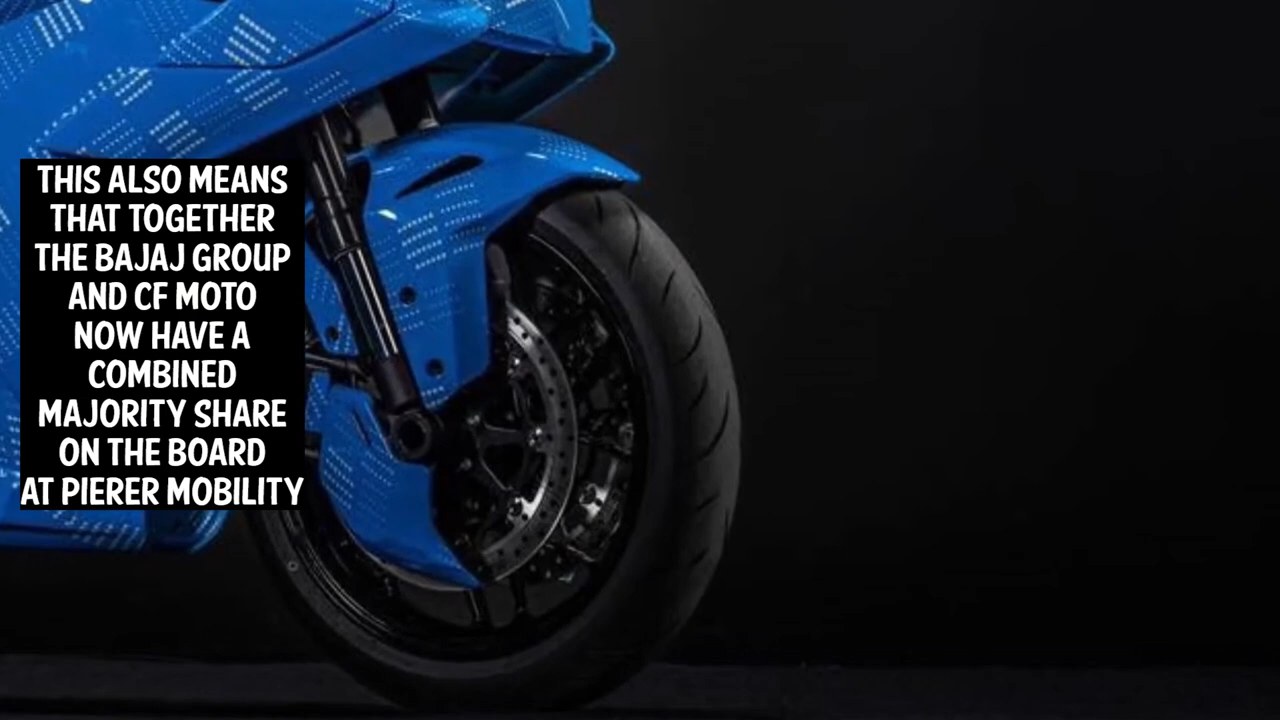 THIS ALSO MEANS
THAT TOGETHER
THE BAJAJ GROUP
AND CF MOTO
NOW HAVE A
COMBINED
MAJORITY SHARE
ON THE BOARD
AT PIERER MOBILITY